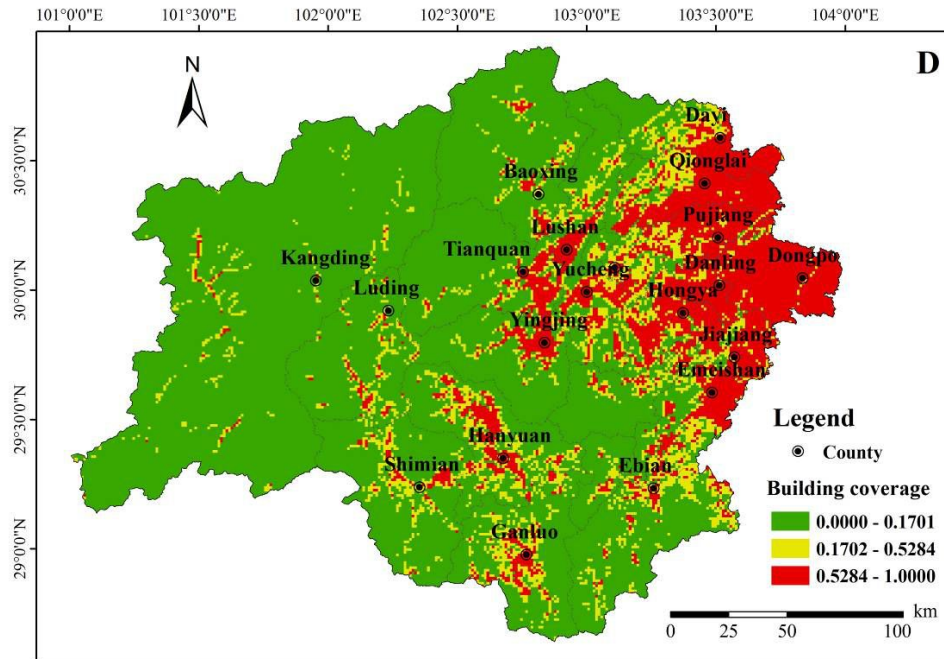 101°0'0"E 101°30'0"E 102°0'0"E 102°30'0"E 103°0'0"E 103°30'0"E 104°0'0"E
D
N
Dayi
30°30'0"N
Qionglai
Baoxing
Pujiang
Lushan
Tianquan
Kangding
Danling
Dongpo
Yucheng
30°0'0"N
Luding
Hongya
Yingjing
Jiajiang
Emeishan
29°30'0"N
Legend
County
Hanyuan
Shimian
Ebian
Building coverage
0.0000 - 0.1701
0.1702 - 0.5284
0.5284 - 1.0000
29°0'0"N
Ganluo
km
0 25 50 100